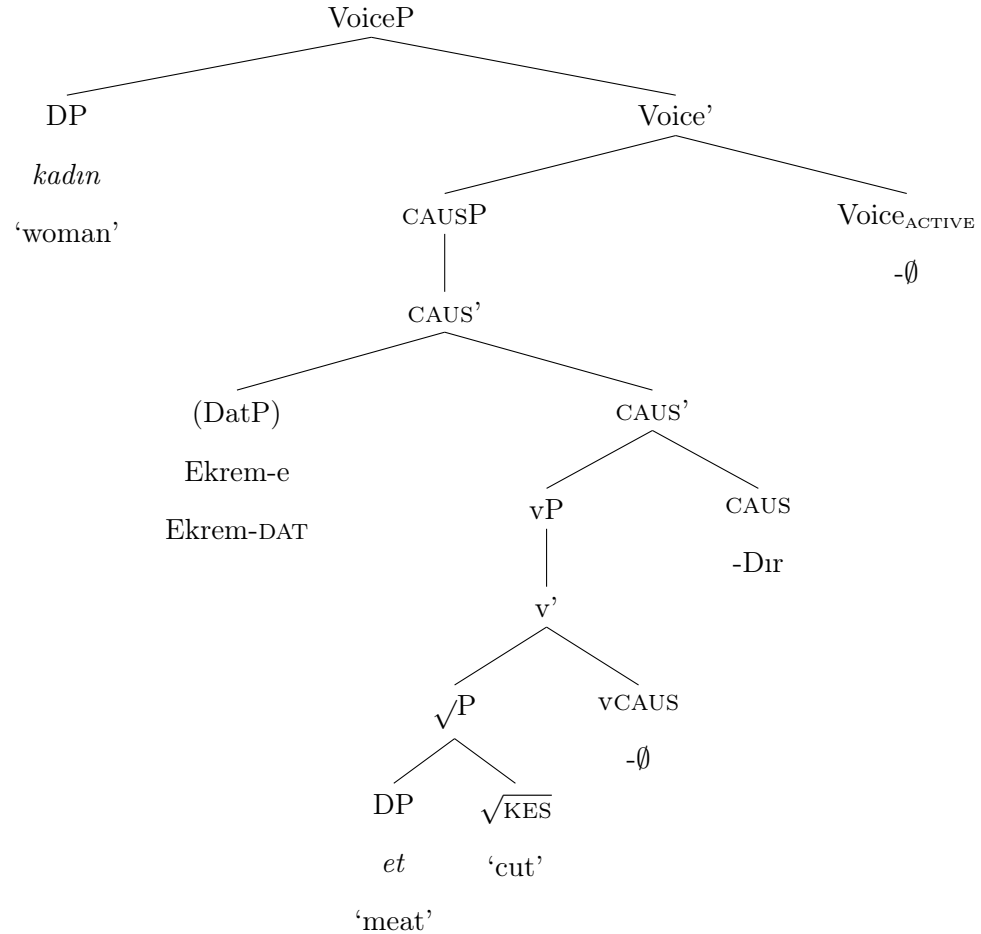 VoiceP
DP Voice’
kadın
‘woman’
CAUSP Voice_ACTIVE
-∅
CAUS’
(DatP) CAUS’
Ekrem-e
Ekrem-DAT
vP CAUS
-Dır
v’
√P vCAUS
-∅
DP √KES
et ‘cut’
‘meat’